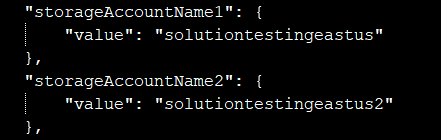 "storageAccountName1": {
"value": "solutiontestingeastus"
},
"storageAccountName2": {
"value": "solutiontestingeastus2"
},